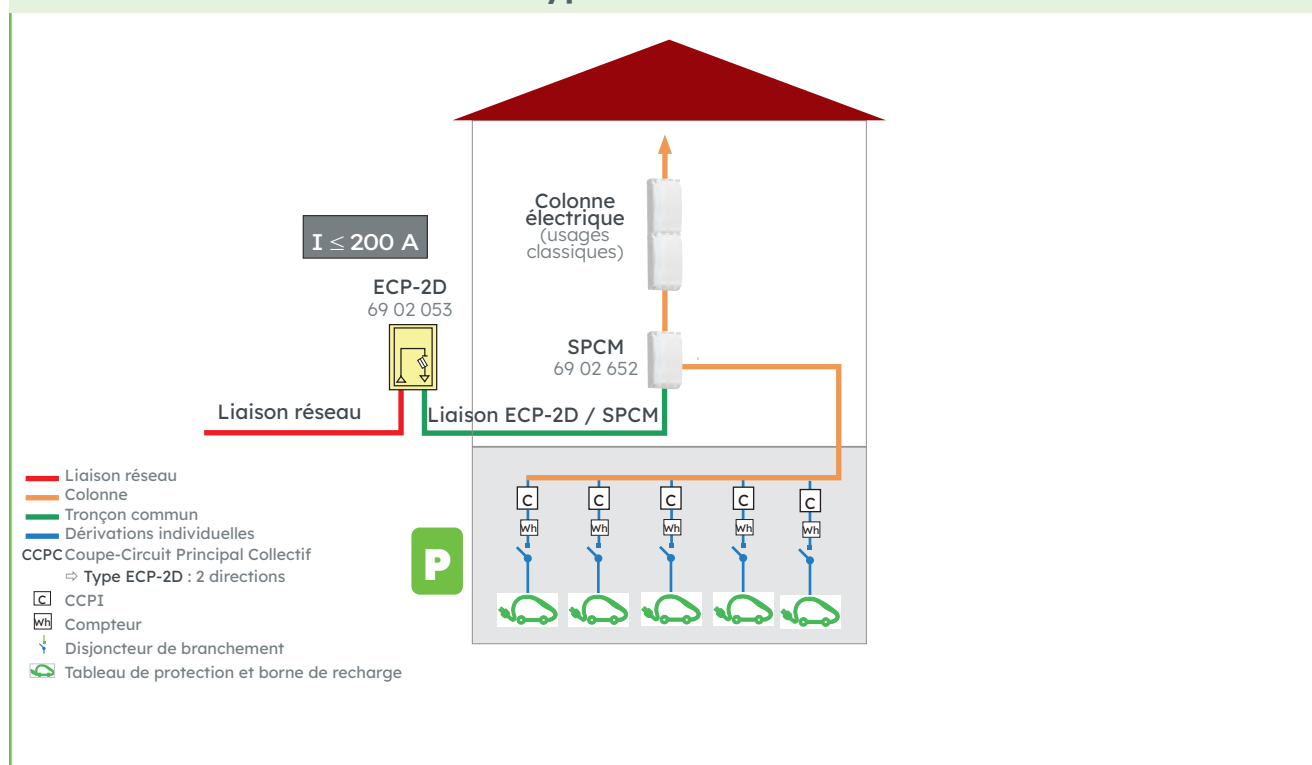 I ≤ 200 A
ECP-2D
69 02 053
Colonne
électrique
(usages
classiques)
SPCM
69 02 652
Liaison réseau
Liaison ECP-2D / SPCM
C C C C C
Wh Wh Wh Wh Wh
P
Liaison réseau
Colonne
Tronçon commun
Dérivations individuelles
CCPC Coupe-Circuit Principal Collectif
⇨ Type ECP-2D : 2 directions
C CCPI
Wh Compteur
Disjoncteur de branchement
Tableau de protection et borne de recharge